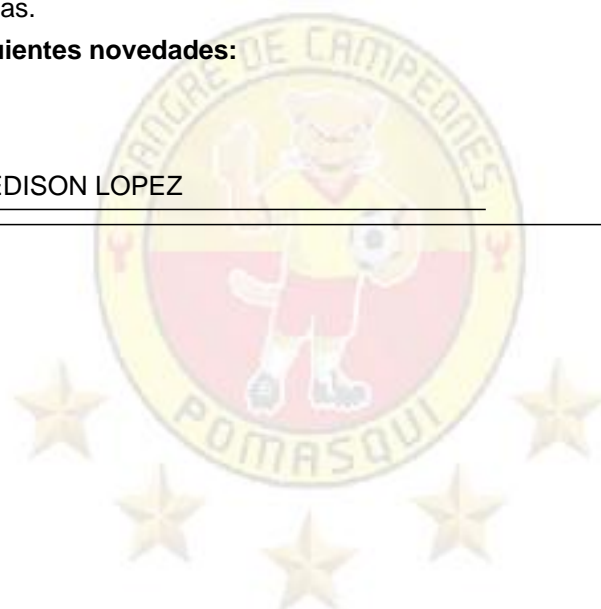 as.
uientes novedades:
EDISON LOPEZ
SANGRE DE CAMPEONES
POMASQUI